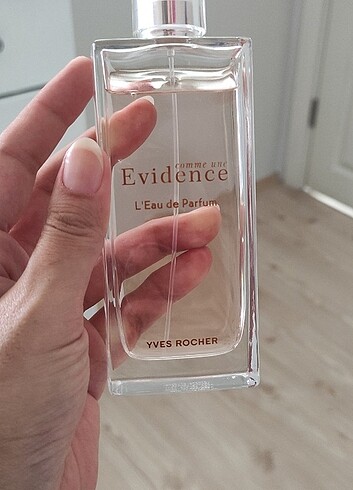 comme une
Evidence
L'Eau de Parfum
YVES ROCHER